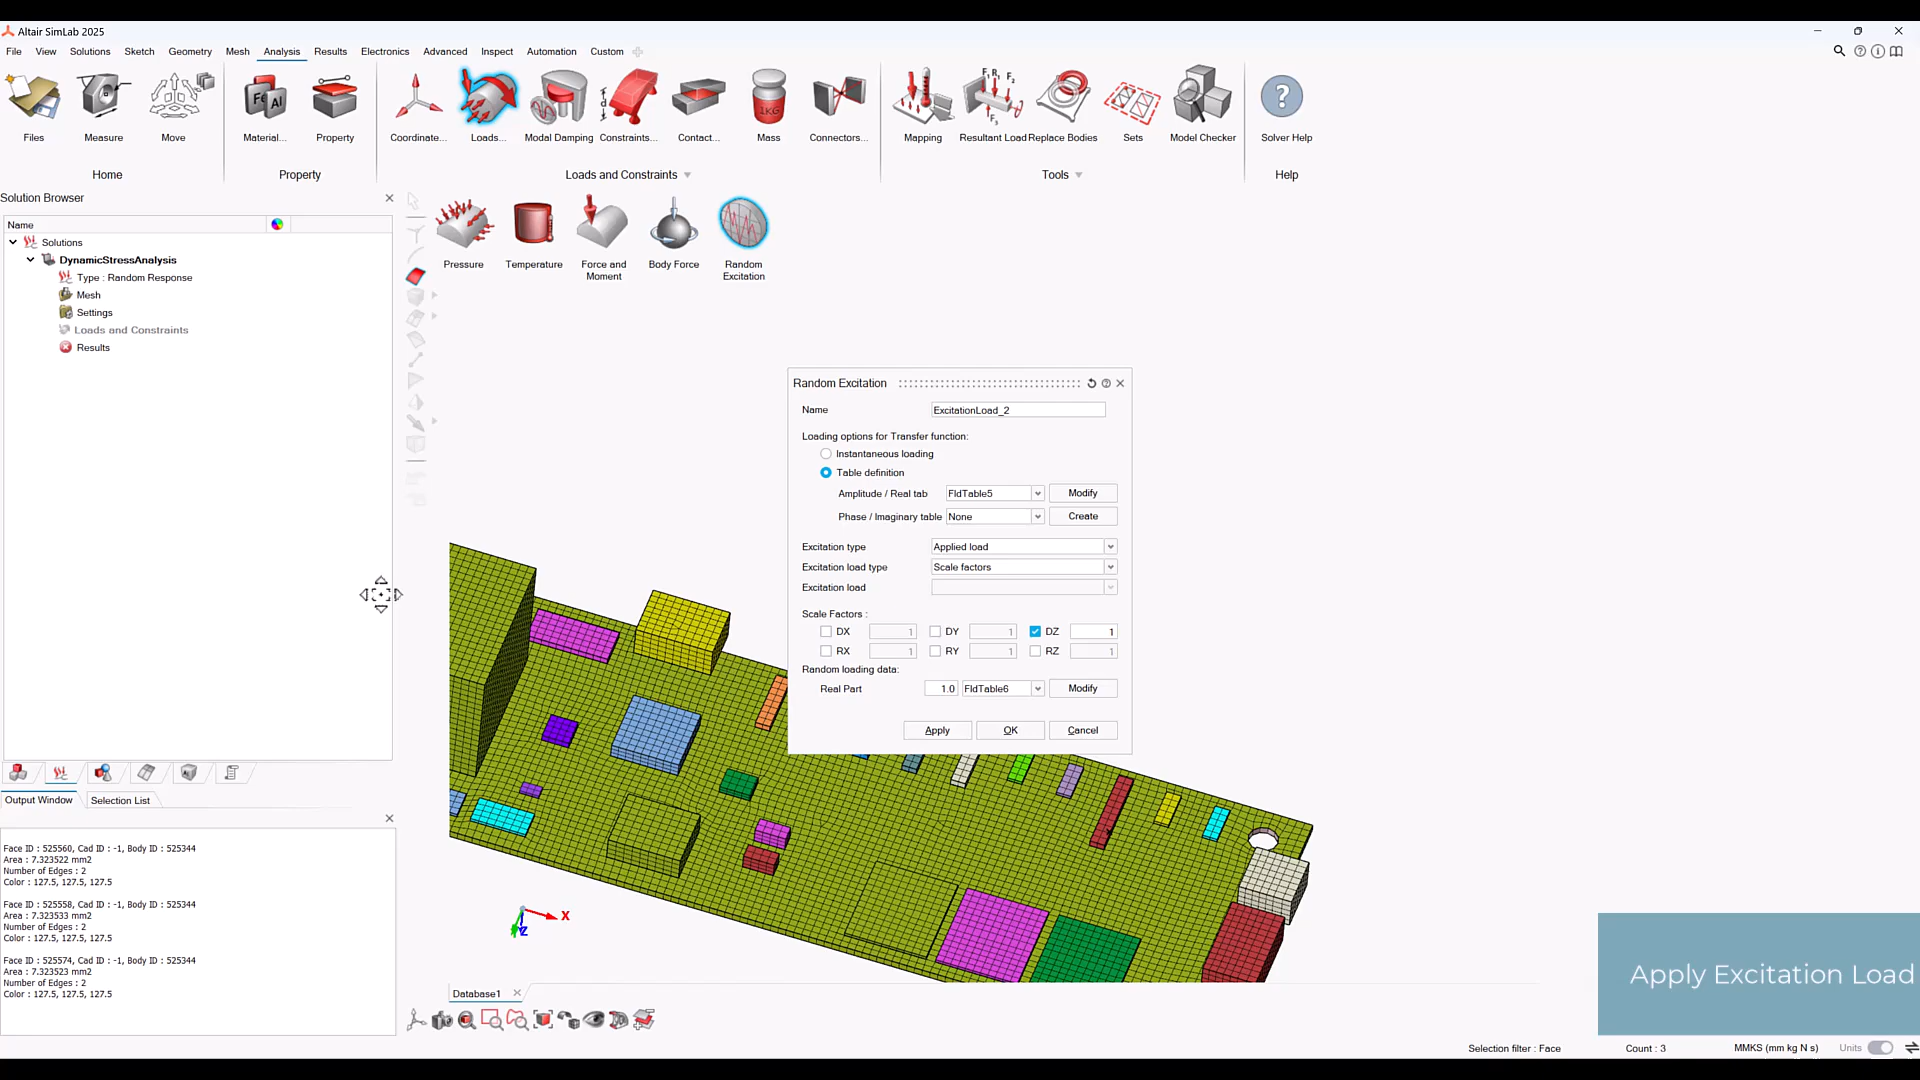 Altair SimLab 2025
File View Solutions Sketch Geometry Mesh Analysis Results Electronics Advanced Inspect Automation Custom
F₁ R₁ F₂
Fe Al
F₃
1KG
Files Measure Move Material... Property Coordinate... Loads... Modal Damping Constraints... Contact... Mass Connectors... Mapping Resultant Load Replace Bodies Sets Model Checker Solver Help
Home Property Loads and Constraints Tools Help
Solution Browser
Name
Solutions
DynamicStressAnalysis
Type : Random Response
Mesh
Settings
Loads and Constraints
Results
Pressure Temperature Force and Moment Body Force Random Excitation
Random Excitation
Name ExcitationLoad_2
Loading options for Transfer function:
Instantaneous loading
Table definition
Amplitude / Real tab FldTable5 Modify
Phase / Imaginary table None Create
Excitation type Applied load
Excitation load type Scale factors
Excitation load
Scale Factors :
DX 1 DY 1 DZ 1
RX 1 RY 1 RZ 1
Random loading data:
Real Part 1.0 FldTable6 Modify
Apply OK Cancel
Output Window Selection List
Face ID : 525560, Cad ID : -1, Body ID : 525344
Area : 7.323522 mm2
Number of Edges : 2
Color : 127.5, 127.5, 127.5
Face ID : 525558, Cad ID : -1, Body ID : 525344
Area : 7.323533 mm2
Number of Edges : 2
Color : 127.5, 127.5, 127.5
Face ID : 525574, Cad ID : -1, Body ID : 525344
Area : 7.323523 mm2
Number of Edges : 2
Color : 127.5, 127.5, 127.5
X
Z
Database1
Apply Excitation Load
Selection filter : Face Count : 3 MMKS (mm kg N s) Units